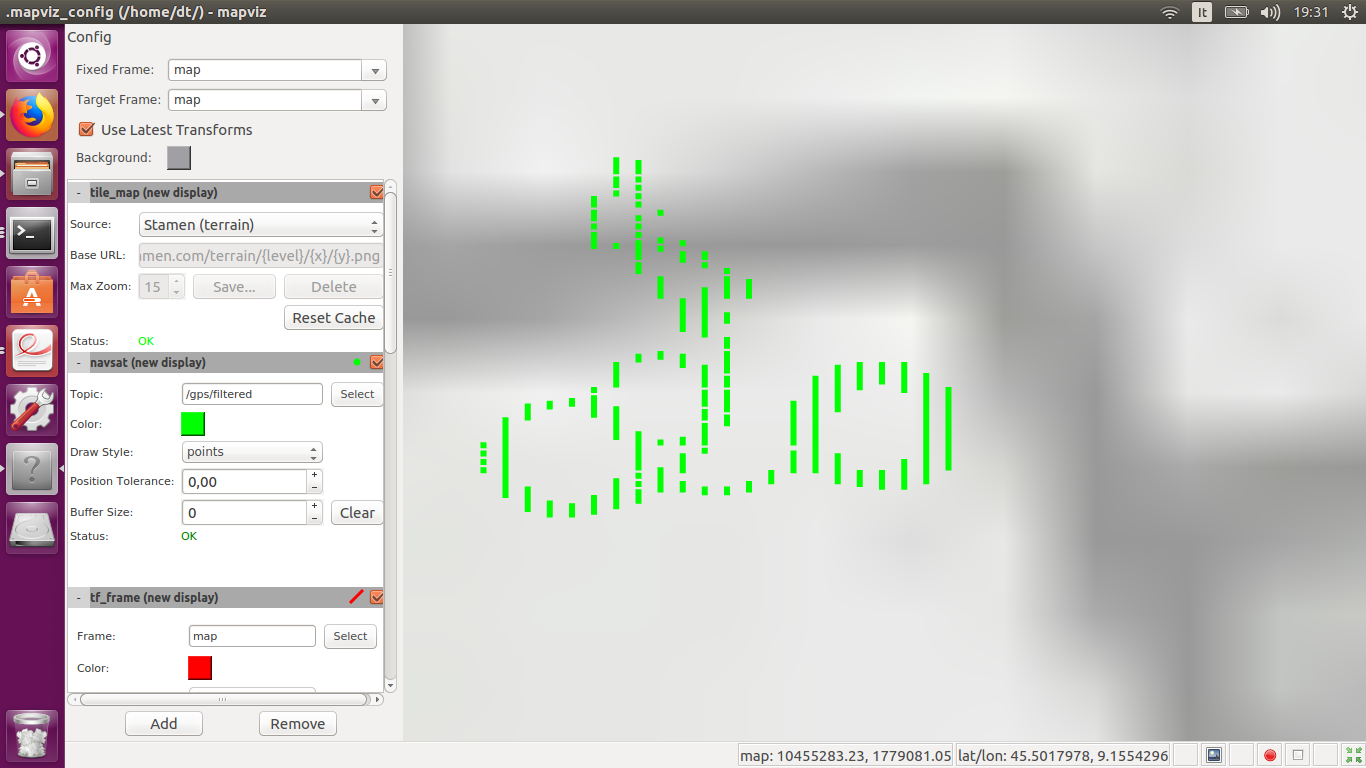 .mapviz_config (/home/dt/) - mapviz
It
19:31
Config
Fixed Frame: map
Target Frame: map
Use Latest Transforms
Background:
- tile_map (new display)
Source: Stamen (terrain)
Base URL: amen.com/terrain/{level}/{x}/{y}.png
Max Zoom: 15 Save... Delete
Reset Cache
Status: OK
- navsat (new display)
Topic: /gps/filtered Select
Color:
Draw Style: points
Position Tolerance: 0,00
Buffer Size: 0 Clear
Status: OK
- tf_frame (new display)
Frame: map Select
Color:
Add Remove
map: 10455283.23, 1779081.05 lat/lon: 45.5017978, 9.1554296